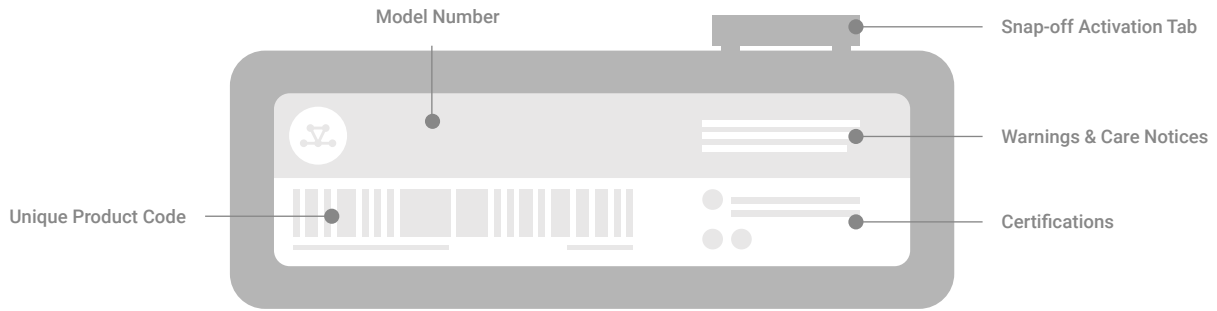 Model Number
Snap-off Activation Tab
Warnings & Care Notices
Unique Product Code
Certifications